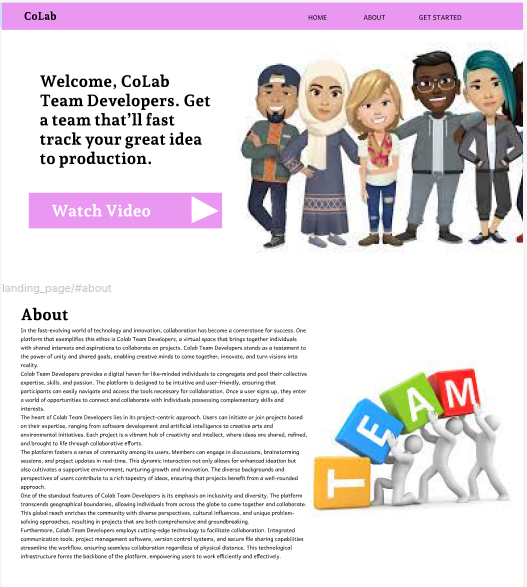 CoLab
HOME ABOUT GET STARTED
Welcome, CoLab
Team Developers. Get
a team that'll fast
track your great idea
to production.
Watch Video
landing_page/#about
About
In the fast-evolving world of technology and innovation, collaboration has become a cornerstone for success. One
platform that exemplifies this ethos is Colab Team Developers, a virtual space that brings together individuals
with shared interests and aspirations to collaborate on projects. Colab Team Developers stands as a testament to
the power of unity and shared goals, enabling creative minds to come together, innovate, and turn visions into
reality.
Colab Team Developers provides a digital haven for like-minded individuals to congregate and pool their collective
expertise, skills, and passion. The platform is designed to be intuitive and user-friendly, ensuring that
participants can easily navigate and access the tools necessary for collaboration. Once a user signs up, they enter
a world of opportunities to connect and collaborate with individuals possessing complementary skills and
interests.
The heart of Colab Team Developers lies in its project-centric approach. Users can initiate or join projects based
on their expertise, ranging from software development and artificial intelligence to creative arts and
environmental initiatives. Each project is a vibrant hub of creativity and intellect, where ideas are shared, refined,
and brought to life through collaborative efforts.
The platform fosters a sense of community among its users. Members can engage in discussions, brainstorming
sessions, and project updates in real-time. This dynamic interaction not only allows for enhanced ideation but
also cultivates a supportive environment, nurturing growth and innovation. The diverse backgrounds and
perspectives of users contribute to a rich tapestry of ideas, ensuring that projects benefit from a well-rounded
approach.
One of the standout features of Colab Team Developers is its emphasis on inclusivity and diversity. The platform
transcends geographical boundaries, allowing individuals from across the globe to come together and collaborate.
This global reach enriches the community with diverse perspectives, cultural influences, and unique problem-
solving approaches, resulting in projects that are both comprehensive and groundbreaking.
Furthermore, Colab Team Developers employs cutting-edge technology to facilitate collaboration. Integrated
communication tools, project management software, version control systems, and secure file sharing capabilities
streamline the workflow, ensuring seamless collaboration regardless of physical distance. This technological
infrastructure forms the backbone of the platform, empowering users to work efficiently and effectively.
TEAM